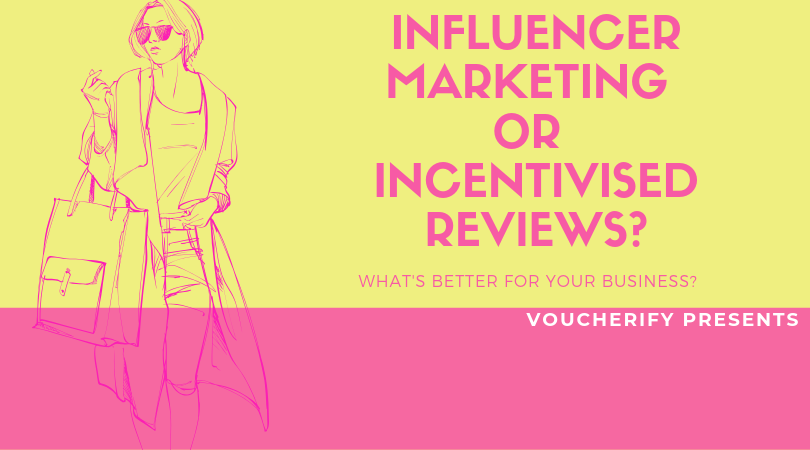 INFLUENCER
MARKETING
OR
INCENTIVISED
REVIEWS?
WHAT'S BETTER FOR YOUR BUSINESS?
VOUCHERIFY PRESENTS